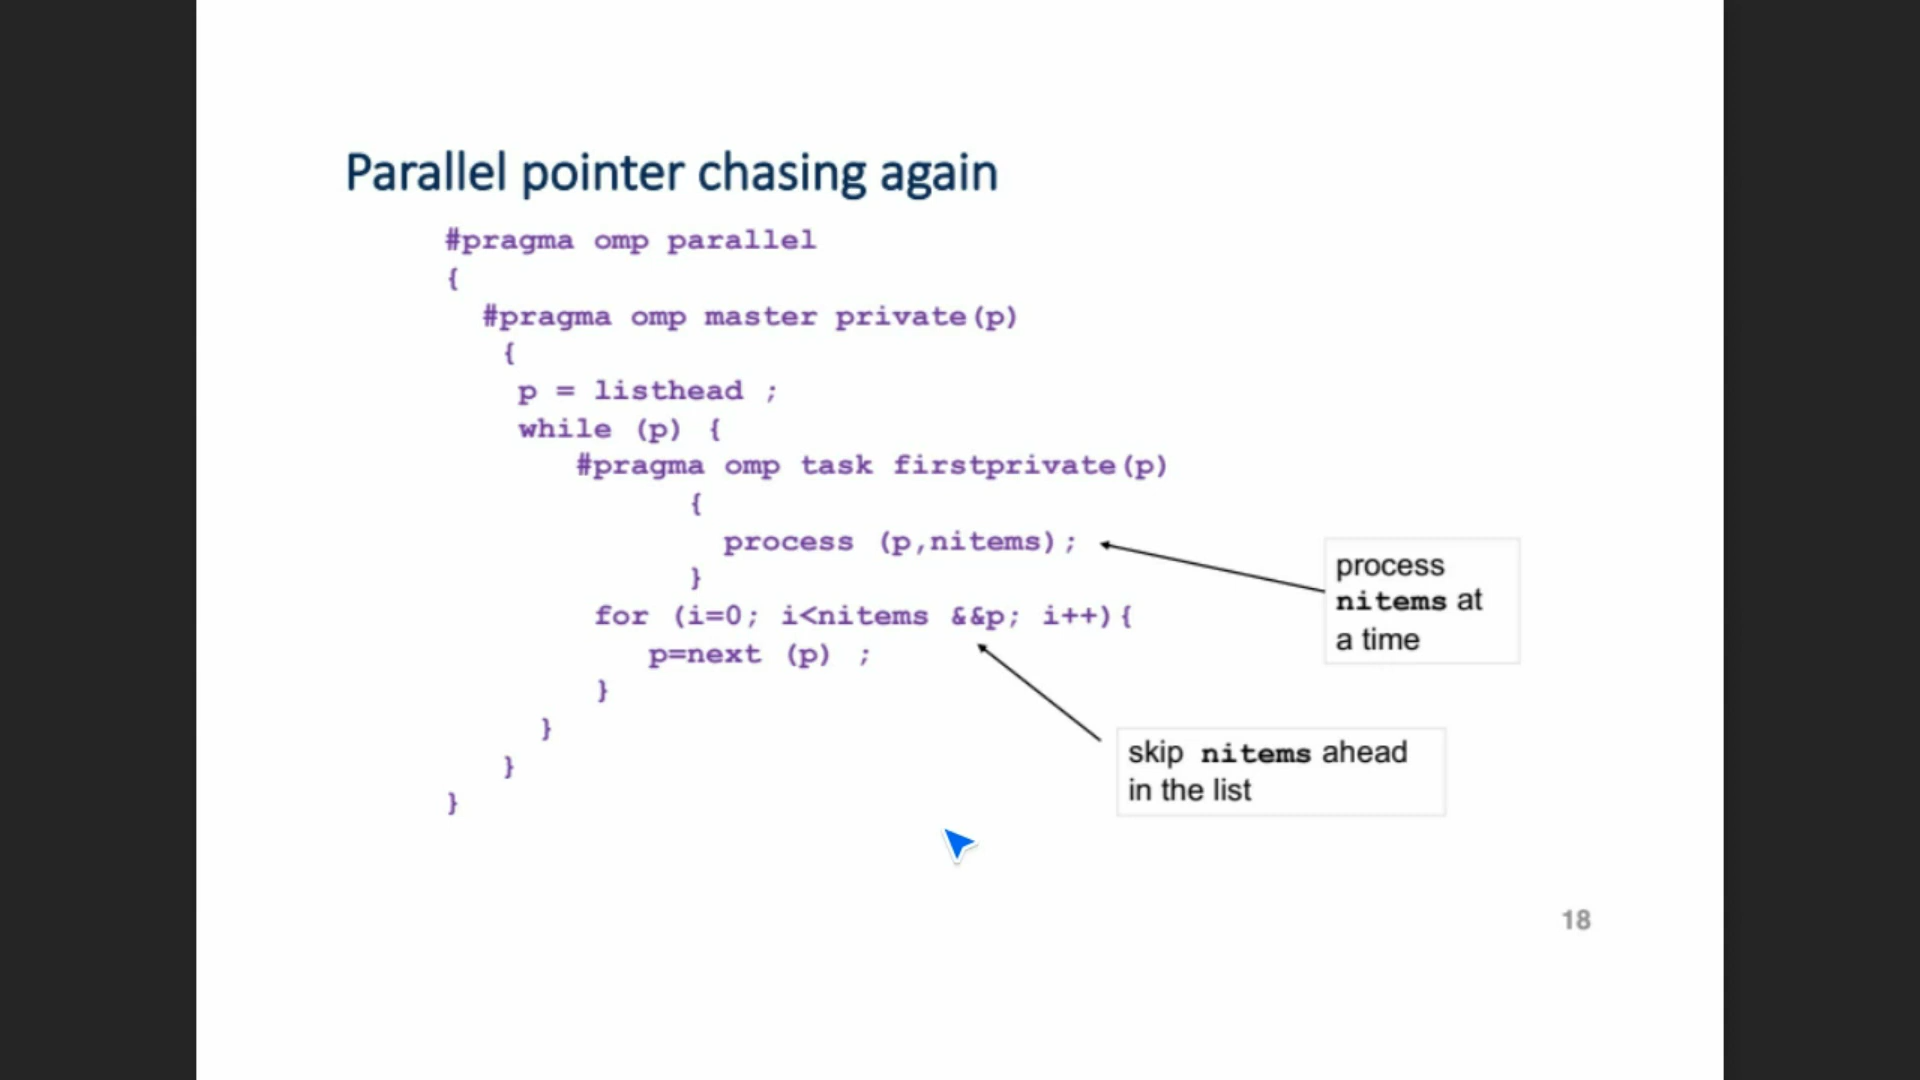 Parallel pointer chasing again
#pragma omp parallel
{
#pragma omp master private(p)
{
p = listhead ;
while (p) {
#pragma omp task firstprivate(p)
{
process (p,nitems);
}
for (i=0; i<nitems &&p; i++){
p=next (p) ;
}
}
}
}
process
nitems at
a time
skip nitems ahead
in the list
18